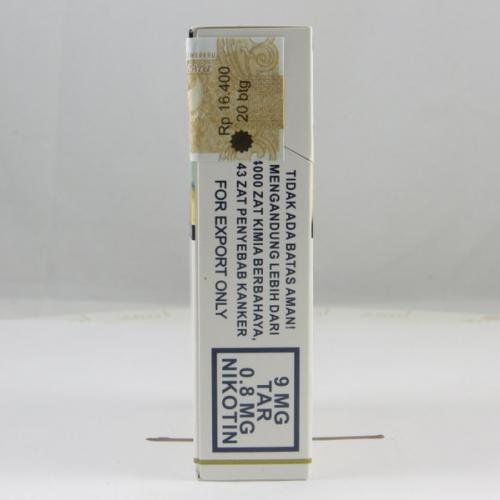 Rp 16.400
20 btg
TIDAK ADA BATAS AMAN!
MENGANDUNG LEBIH DARI
4000 ZAT KIMIA BERBAHAYA,
43 ZAT PENYEBAB KANKER
FOR EXPORT ONLY
9 MG
TAR
0.8 MG
NIKOTIN